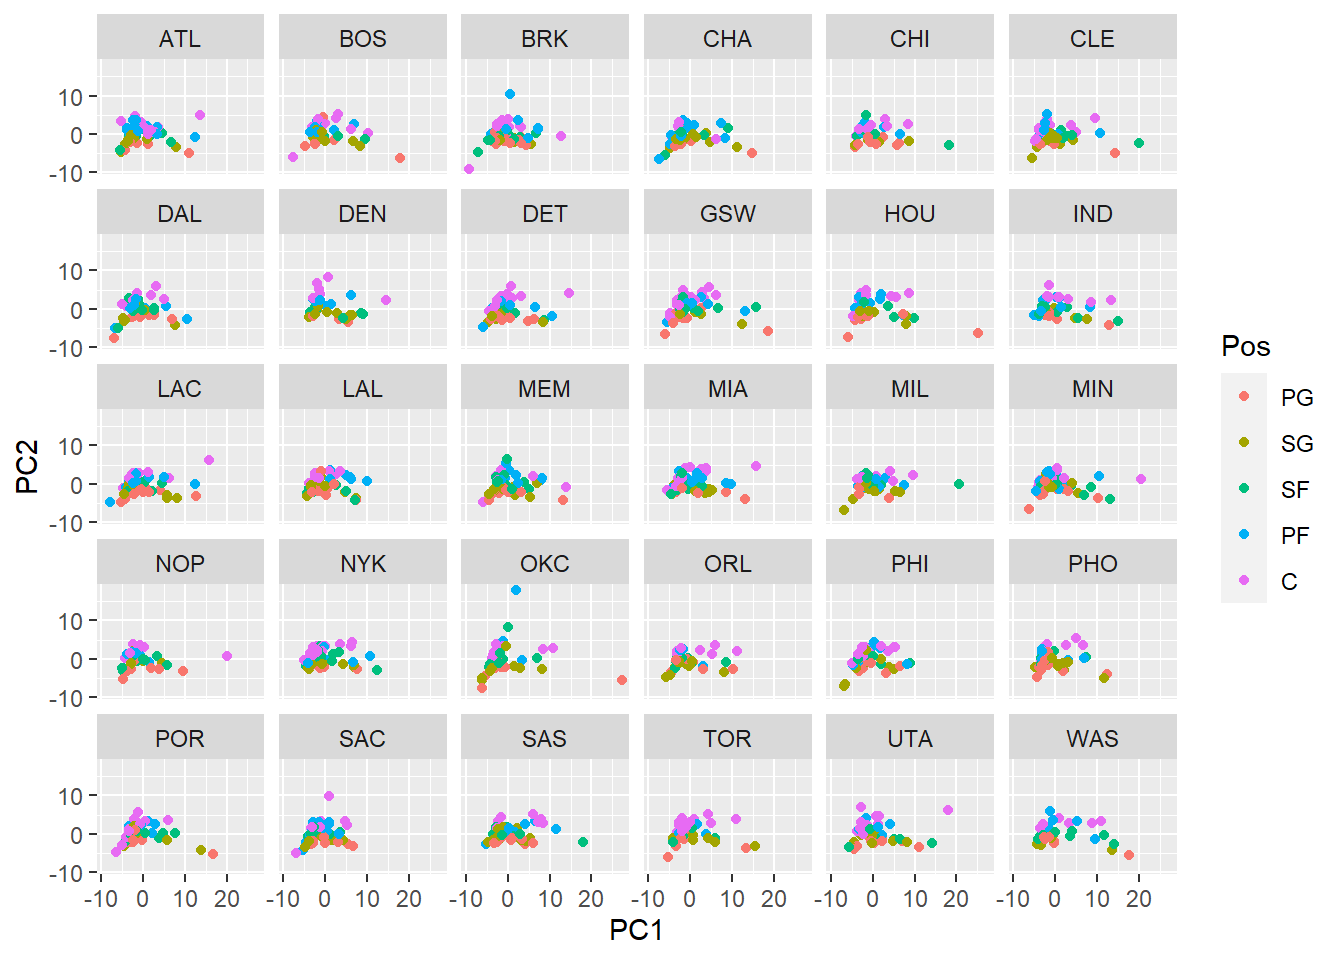 ATL BOS BRK CHA CHI CLE
10
0
-10
DAL DEN DET GSW HOU IND
10
0
-10
LAC LAL MEM MIA MIL MIN
10
0
-10
NOP NYK OKC ORL PHI PHO
10
0
-10
POR SAC SAS TOR UTA WAS
10
0
-10
-10 0 10 20 -10 0 10 20 -10 0 10 20 -10 0 10 20 -10 0 10 20 -10 0 10 20
PC1
PC2
Pos
PG
SG
SF
PF
C